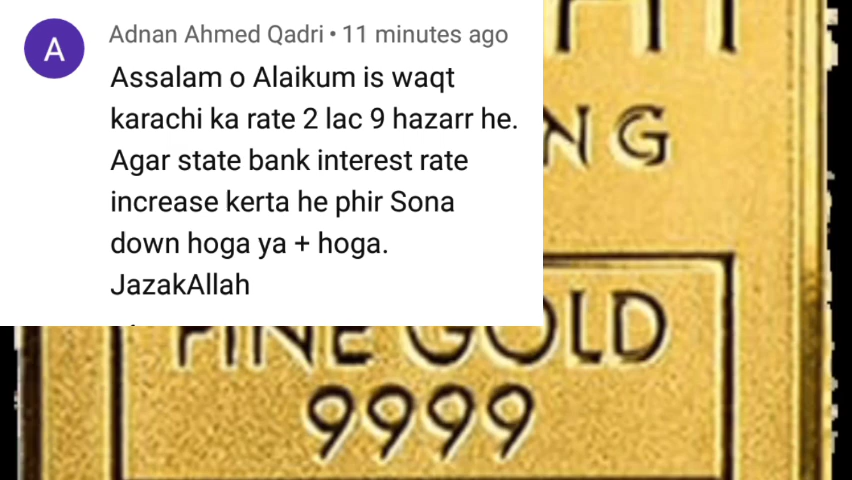 A
Adnan Ahmed Qadri • 11 minutes ago
Assalam o Alaikum is waqt
karachi ka rate 2 lac 9 hazarr he.
Agar state bank interest rate
increase kerta he phir Sona
down hoga ya + hoga.
JazakAllah
NG
FINE GOLD
9999